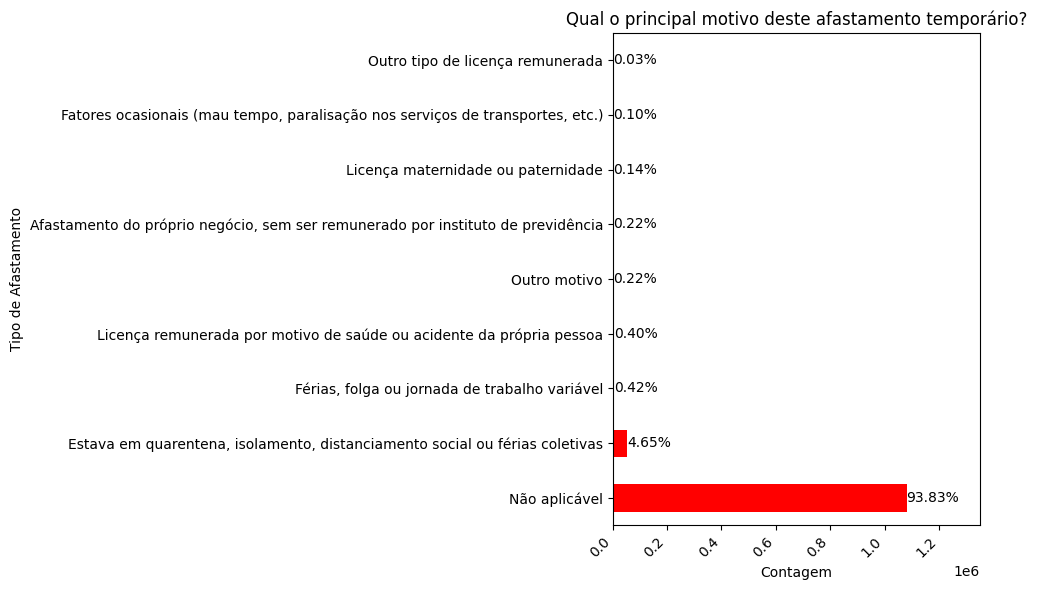 Qual o principal motivo deste afastamento temporário?
Outro tipo de licença remunerada 0.03%
Fatores ocasionais (mau tempo, paralisação nos serviços de transportes, etc.) 0.10%
Licença maternidade ou paternidade 0.14%
Afastamento do próprio negócio, sem ser remunerado por instituto de previdência 0.22%
Outro motivo 0.22%
Licença remunerada por motivo de saúde ou acidente da própria pessoa 0.40%
Férias, folga ou jornada de trabalho variável 0.42%
Estava em quarentena, isolamento, distanciamento social ou férias coletivas 4.65%
Não aplicável 93.83%
Tipo de Afastamento
0.0 0.2 0.4 0.6 0.8 1.0 1.2
1e6
Contagem